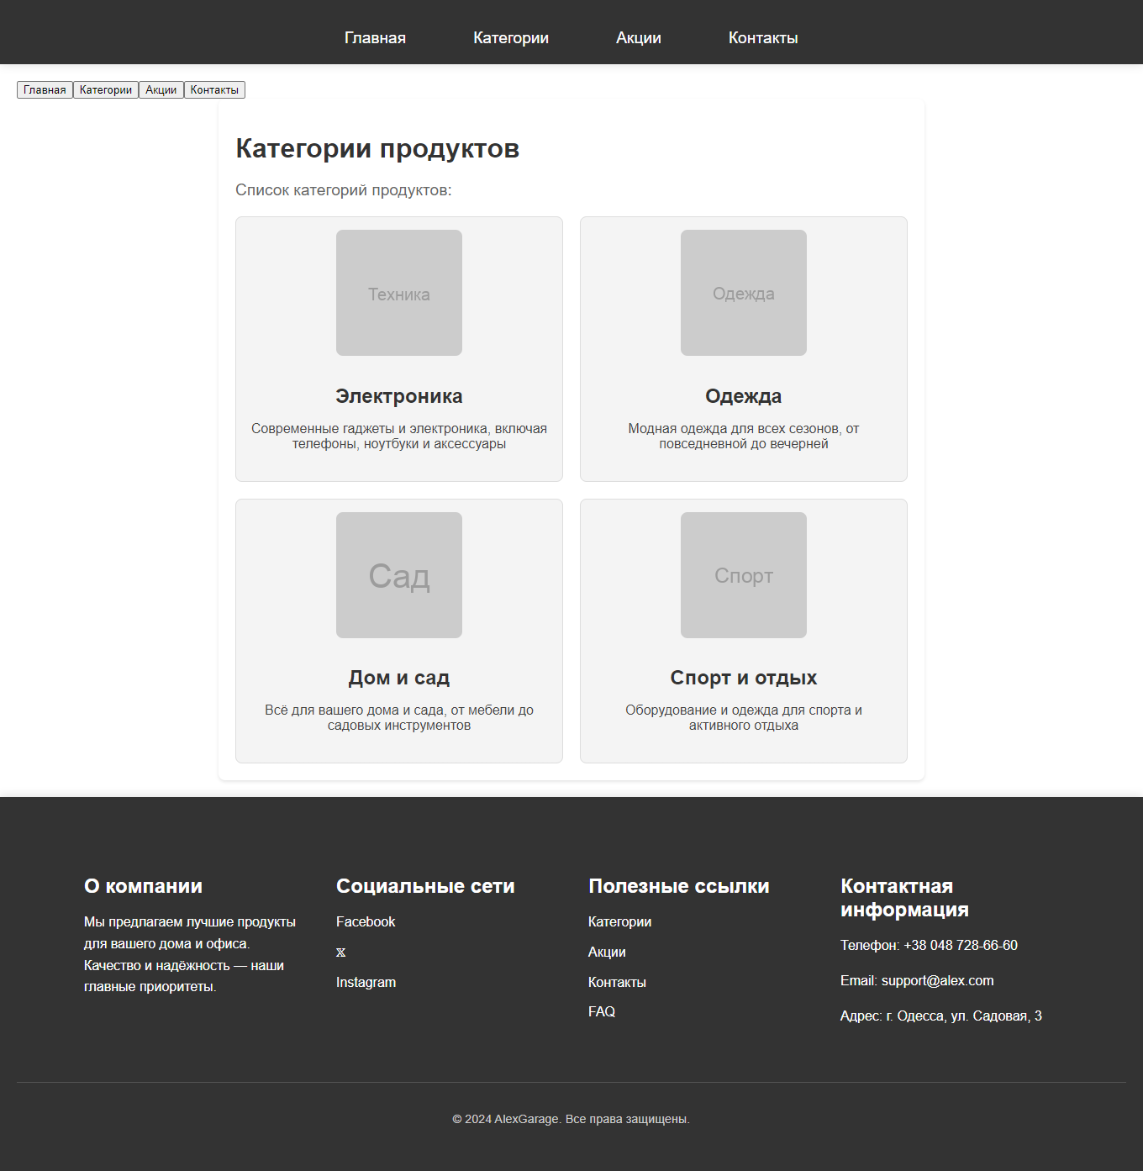 Главная Категории Акции Контакты
Главная Категории Акции Контакты
Категории продуктов
Список категорий продуктов:
Техника
Электроника
Современные гаджеты и электроника, включая
телефоны, ноутбуки и аксессуары
Одежда
Одежда
Модная одежда для всех сезонов, от
повседневной до вечерней
Сад
Дом и сад
Всё для вашего дома и сада, от мебели до
садовых инструментов
Спорт
Спорт и отдых
Оборудование и одежда для спорта и
активного отдыха
О компании
Мы предлагаем лучшие продукты
для вашего дома и офиса.
Качество и надёжность — наши
главные приоритеты.
Социальные сети
Facebook
𝕏
Instagram
Полезные ссылки
Категории
Акции
Контакты
FAQ
Контактная
информация
Телефон: +38 048 728-66-60
Email: support@alex.com
Адрес: г. Одесса, ул. Садовая, 3
© 2024 AlexGarage. Все права защищены.